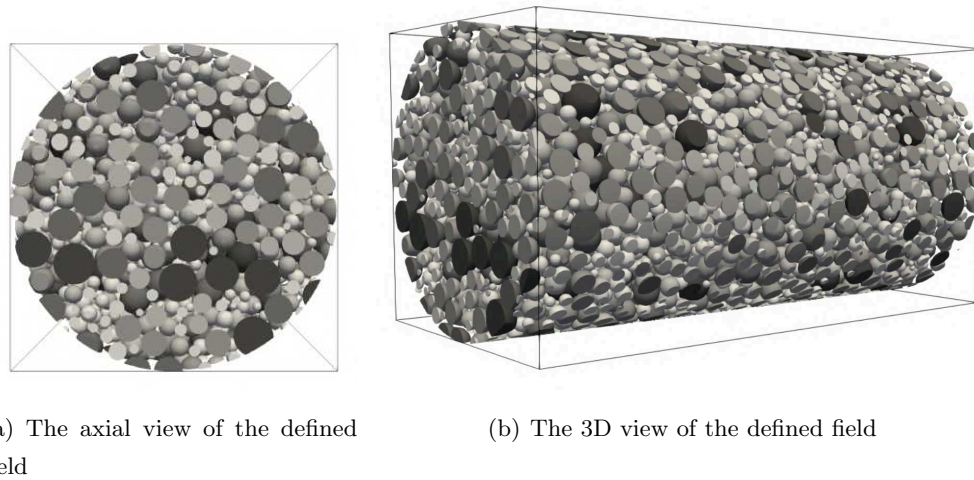 a) The axial view of the defined
eld
(b) The 3D view of the defined field